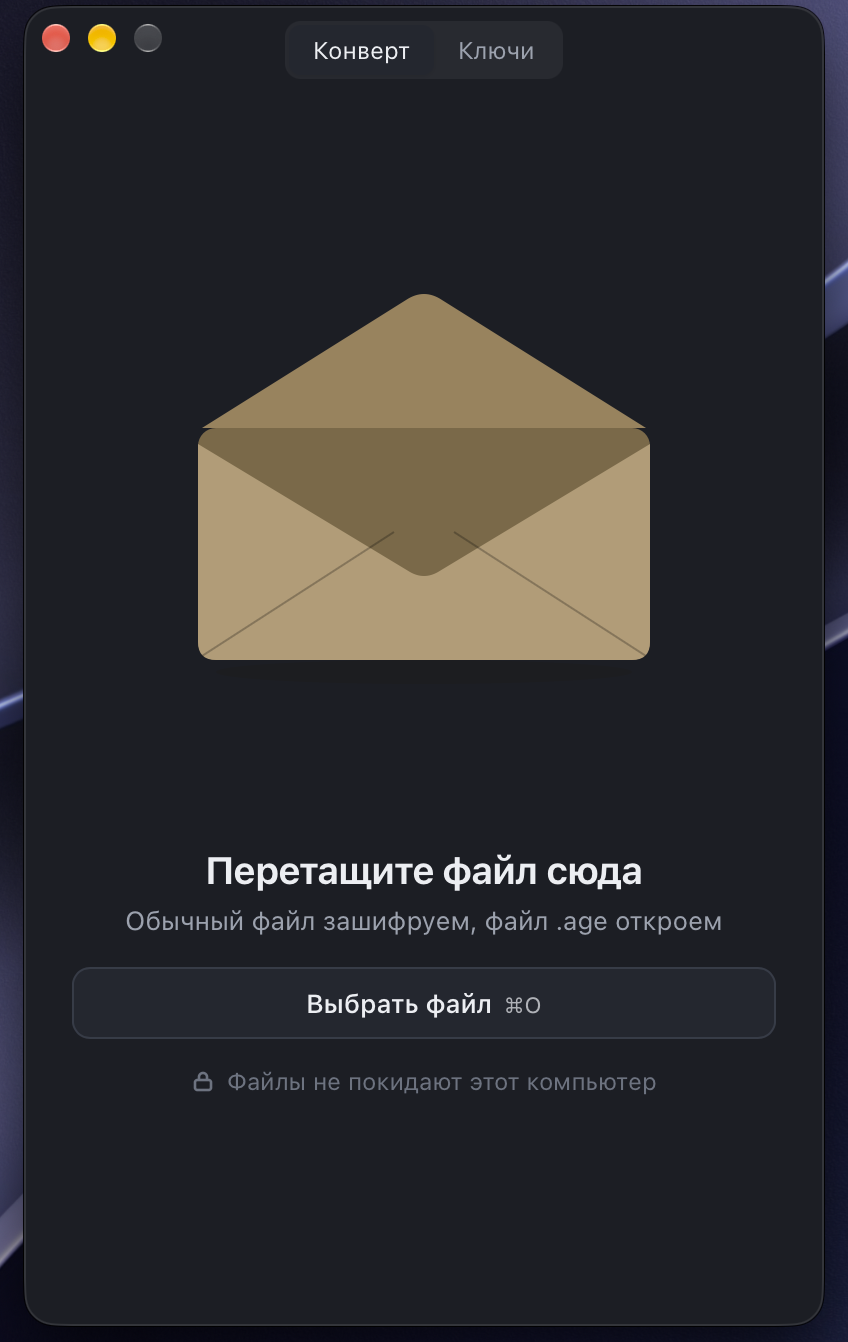 Конверт Ключи
Перетащите файл сюда
Обычный файл зашифруем, файл .age откроем
Выбрать файл ⌘O
Файлы не покидают этот компьютер